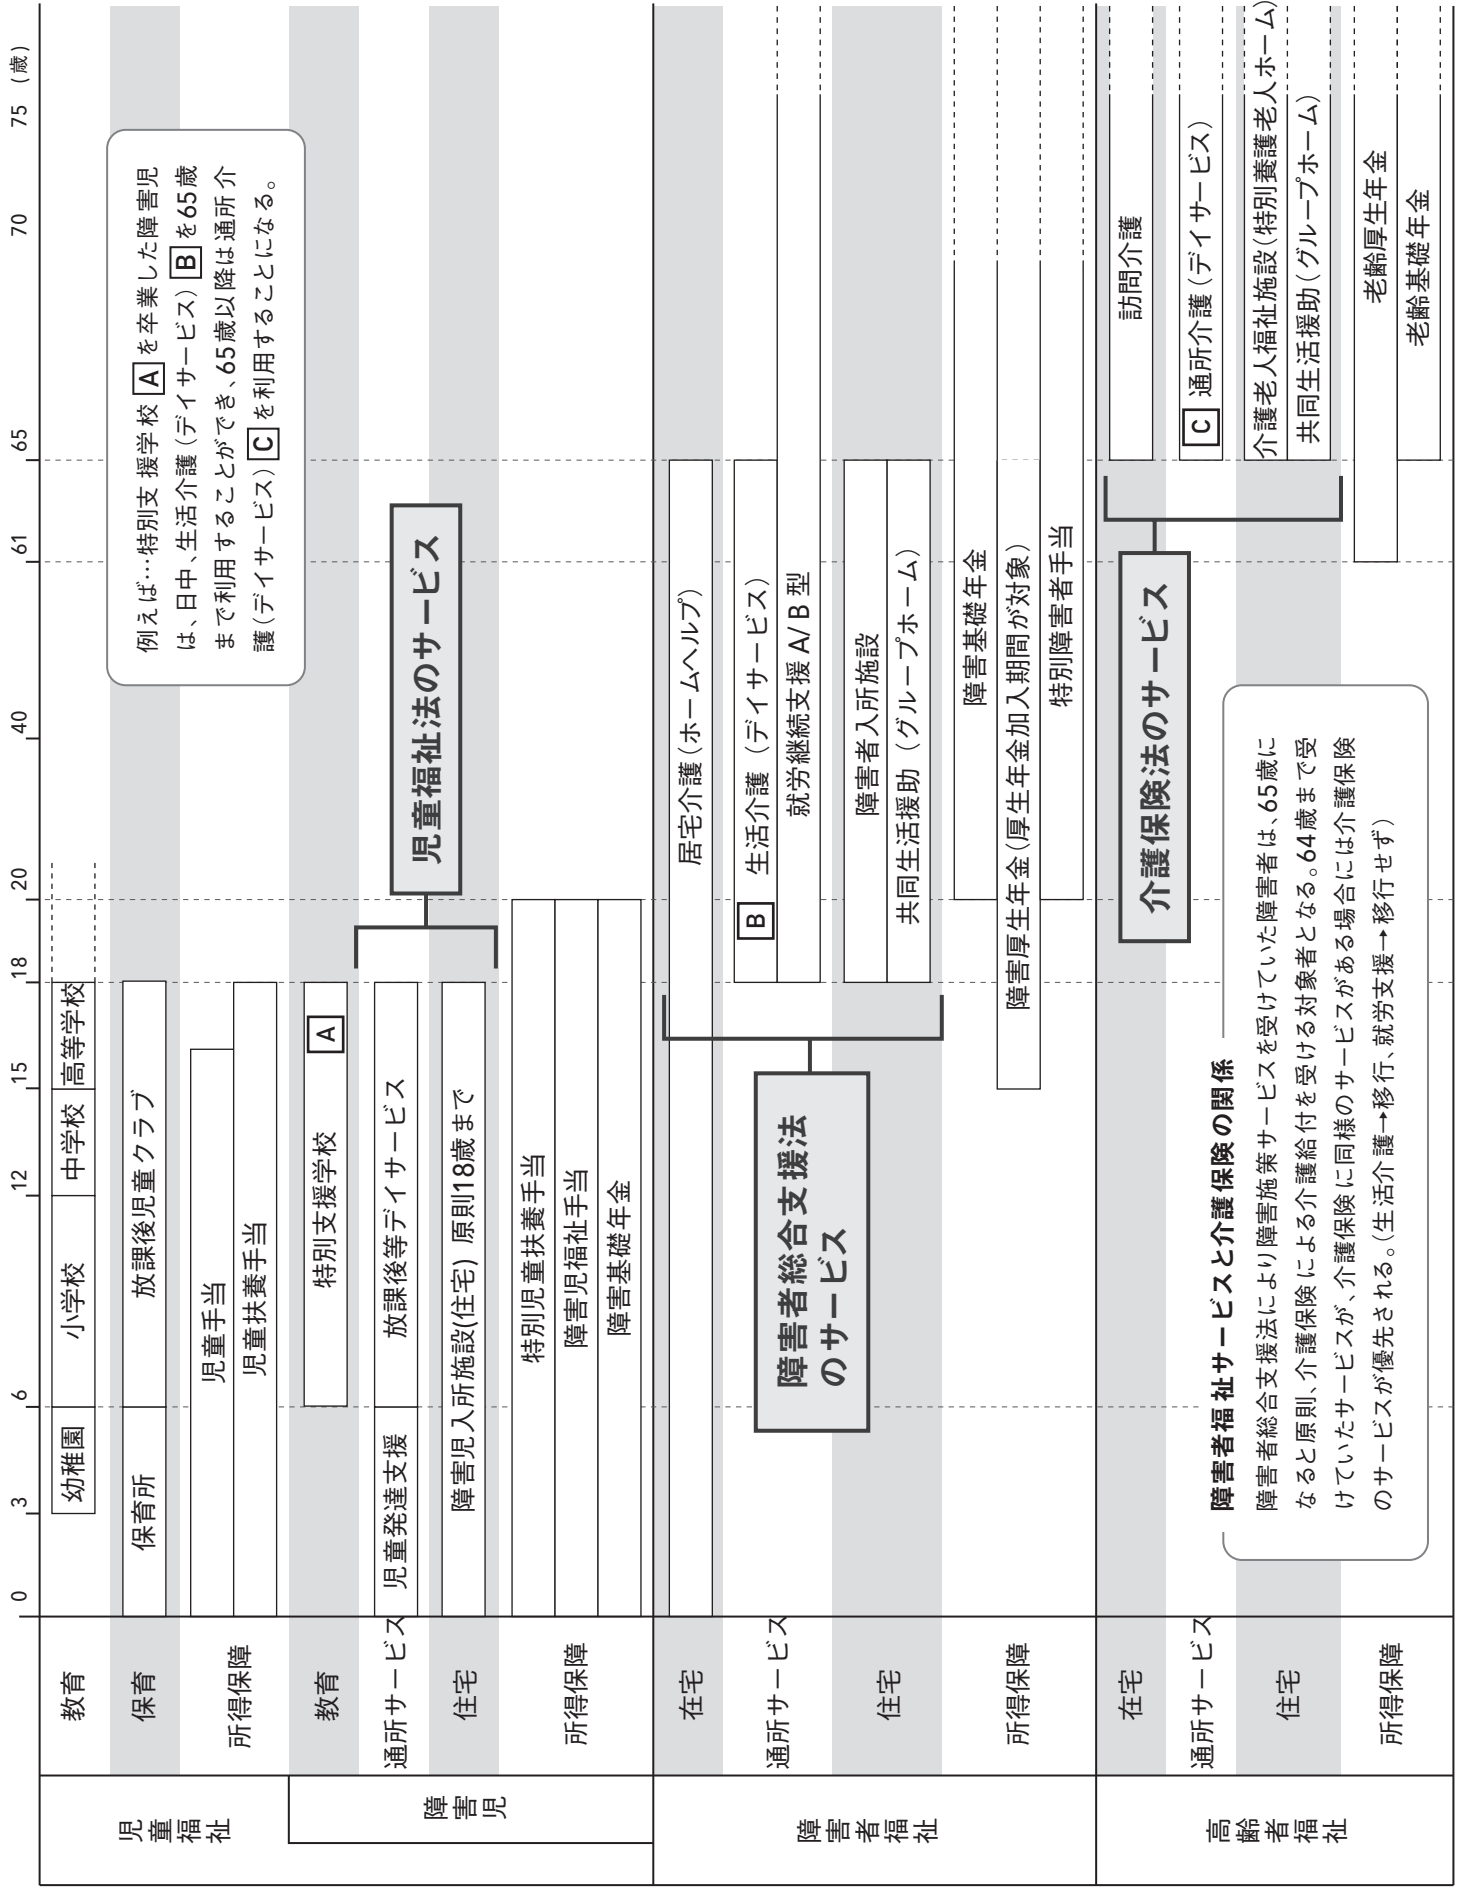 0 3 6 12 15 18 20 40 61 65 70 75 (歳)
児童福祉
教育
幼稚園 小学校 中学校 高等学校
保育
保育所 放課後児童クラブ
所得保障
児童手当
児童扶養手当
例えば…特別支援学校 A を卒業した障害児
は、日中、生活介護(デイサービス) B を65歳
まで利用することができ、65歳以降は通所介
護(デイサービス) C を利用することになる。
障害児
教育
特別支援学校 A
通所サービス
児童発達支援 放課後等デイサービス
住宅
障害児入所施設(住宅) 原則18歳まで
児童福祉法のサービス
所得保障
特別児童扶養手当
障害児福祉手当
障害基礎年金
障害者福祉
在宅
居宅介護(ホームヘルプ)
通所サービス
B 生活介護(デイサービス)
就労継続支援A/B型
住宅
障害者入所施設
共同生活援助(グループホーム)
障害者総合支援法
のサービス
所得保障
障害基礎年金
障害厚生年金(厚生年金加入期間が対象)
特別障害者手当
高齢者福祉
在宅
訪問介護
通所サービス
C 通所介護(デイサービス)
住宅
介護老人福祉施設(特別養護老人ホーム)
共同生活援助(グループホーム)
介護保険法のサービス
所得保障
老齢厚生年金
老齢基礎年金
障害者福祉サービスと介護保険の関係
障害者総合支援法により障害施策サービスを受けていた障害者は、65歳に
なると原則、介護保険による介護給付を受ける対象者となる。64歳まで受
けていたサービスが、介護保険に同様のサービスがある場合には介護保険
のサービスが優先される。(生活介護→移行、就労支援→移行せず)